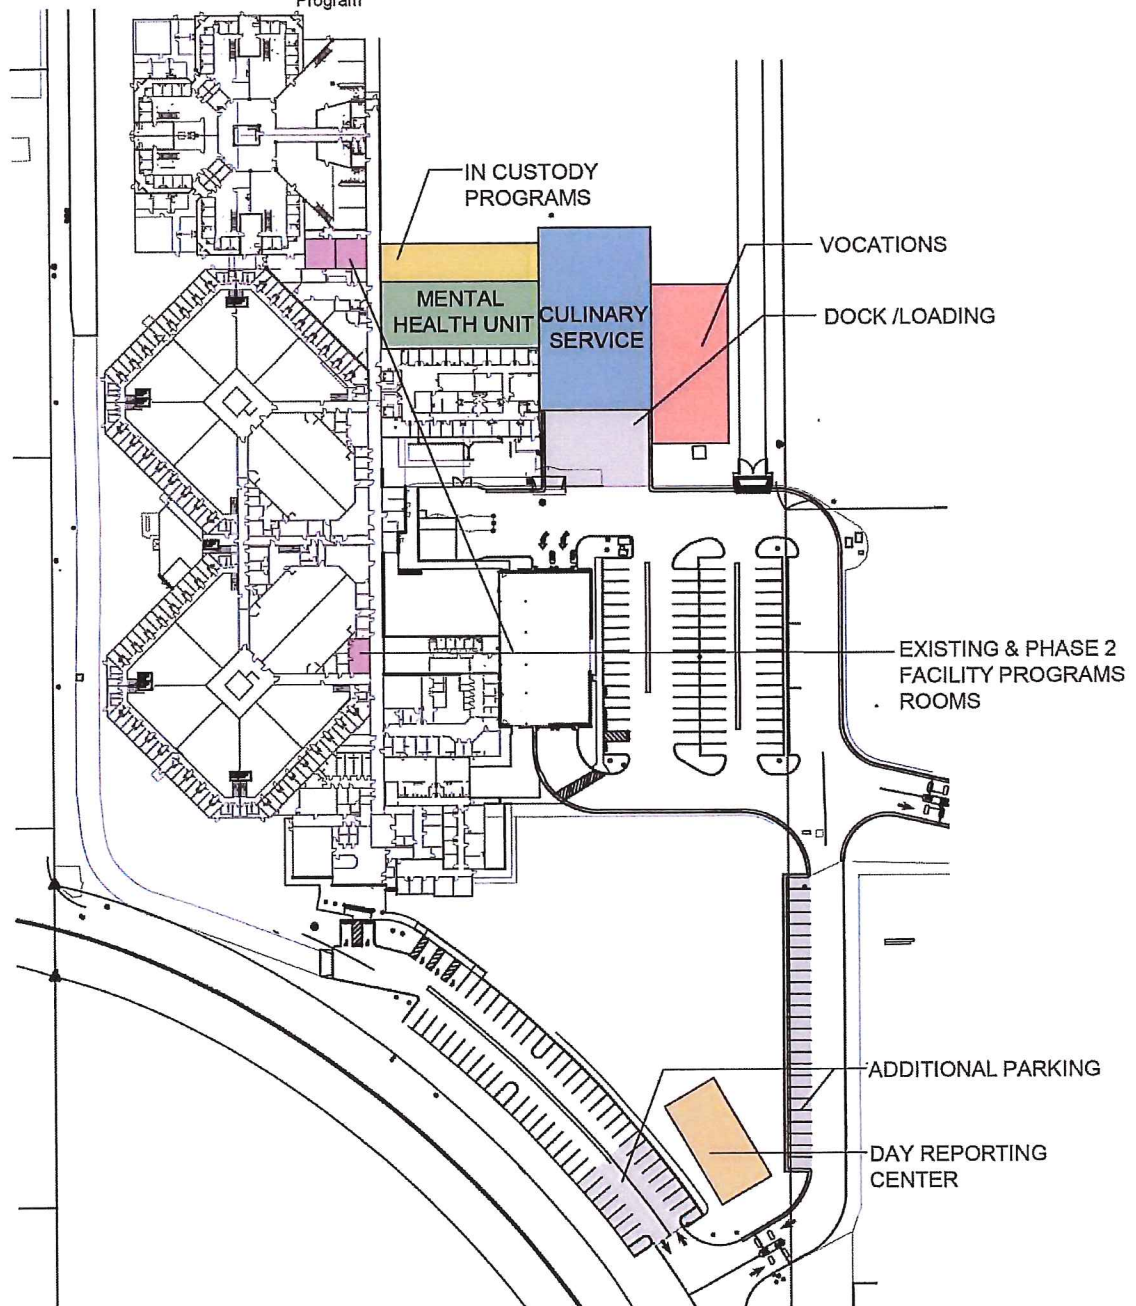 Program
IN CUSTODY
PROGRAMS
VOCATIONS
DOCK /LOADING
MENTAL
HEALTH UNIT
CULINARY
SERVICE
EXISTING & PHASE 2
FACILITY PROGRAMS
ROOMS
ADDITIONAL PARKING
DAY REPORTING
CENTER